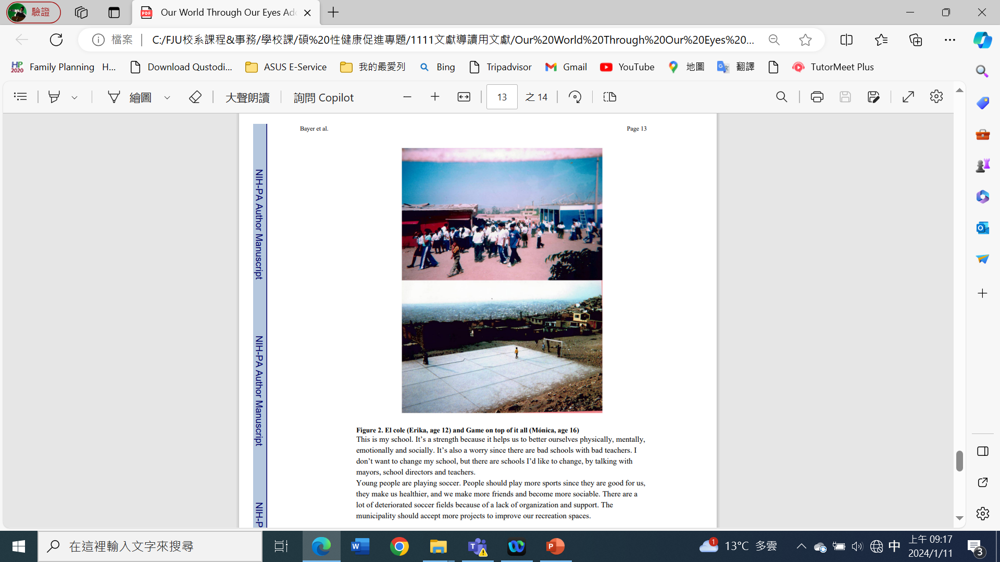 驗證
Our World Through Our Eyes Ado
檔案
C:/FJU校系課程&事務/學校課/碩%20性健康促進專題/1111文獻導讀用文獻/Our%20World%20Through%20Our%20Eyes%20...
HP 2020
Family Planning H...
Download Qustodi...
ASUS E-Service
我的最愛列
Bing
Tripadvisor
Gmail
YouTube
地圖
翻譯
TutorMeet Plus
繪圖
大聲朗讀
詢問 Copilot
13
之 14
Bayer et al.
Page 13
NIH-PA Author Manuscript
NIH-PA Author Manuscript
NIH-P
Figure 2. El cole (Erika, age 12) and Game on top of it all (Mónica, age 16)
This is my school. It’s a strength because it helps us to better ourselves physically, mentally,
emotionally and socially. It’s also a worry since there are bad schools with bad teachers. I
don’t want to change my school, but there are schools I’d like to change, by talking with
mayors, school directors and teachers.
Young people are playing soccer. People should play more sports since they are good for us,
they make us healthier, and we make more friends and become more sociable. There are a
lot of deteriorated soccer fields because of a lack of organization and support. The
municipality should accept more projects to improve our recreation spaces.
在這裡輸入文字來搜尋
1
13°C 多雲
中
上午 09:17
2024/1/11
3